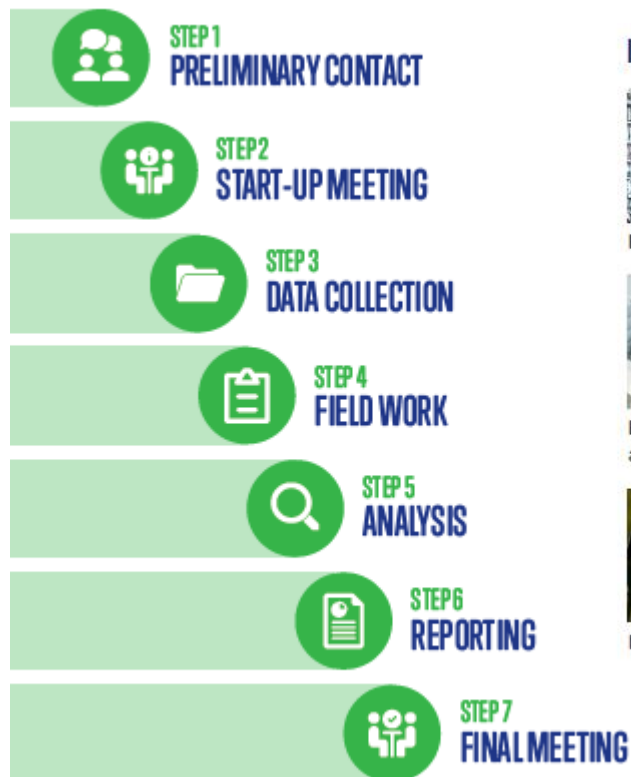 STEP 1
PRELIMINARY CONTACT
STEP 2
START-UP MEETING
STEP 3
DATA COLLECTION
STEP 4
FIELD WORK
STEP 5
ANALYSIS
STEP 6
REPORTING
STEP 7
FINAL MEETING